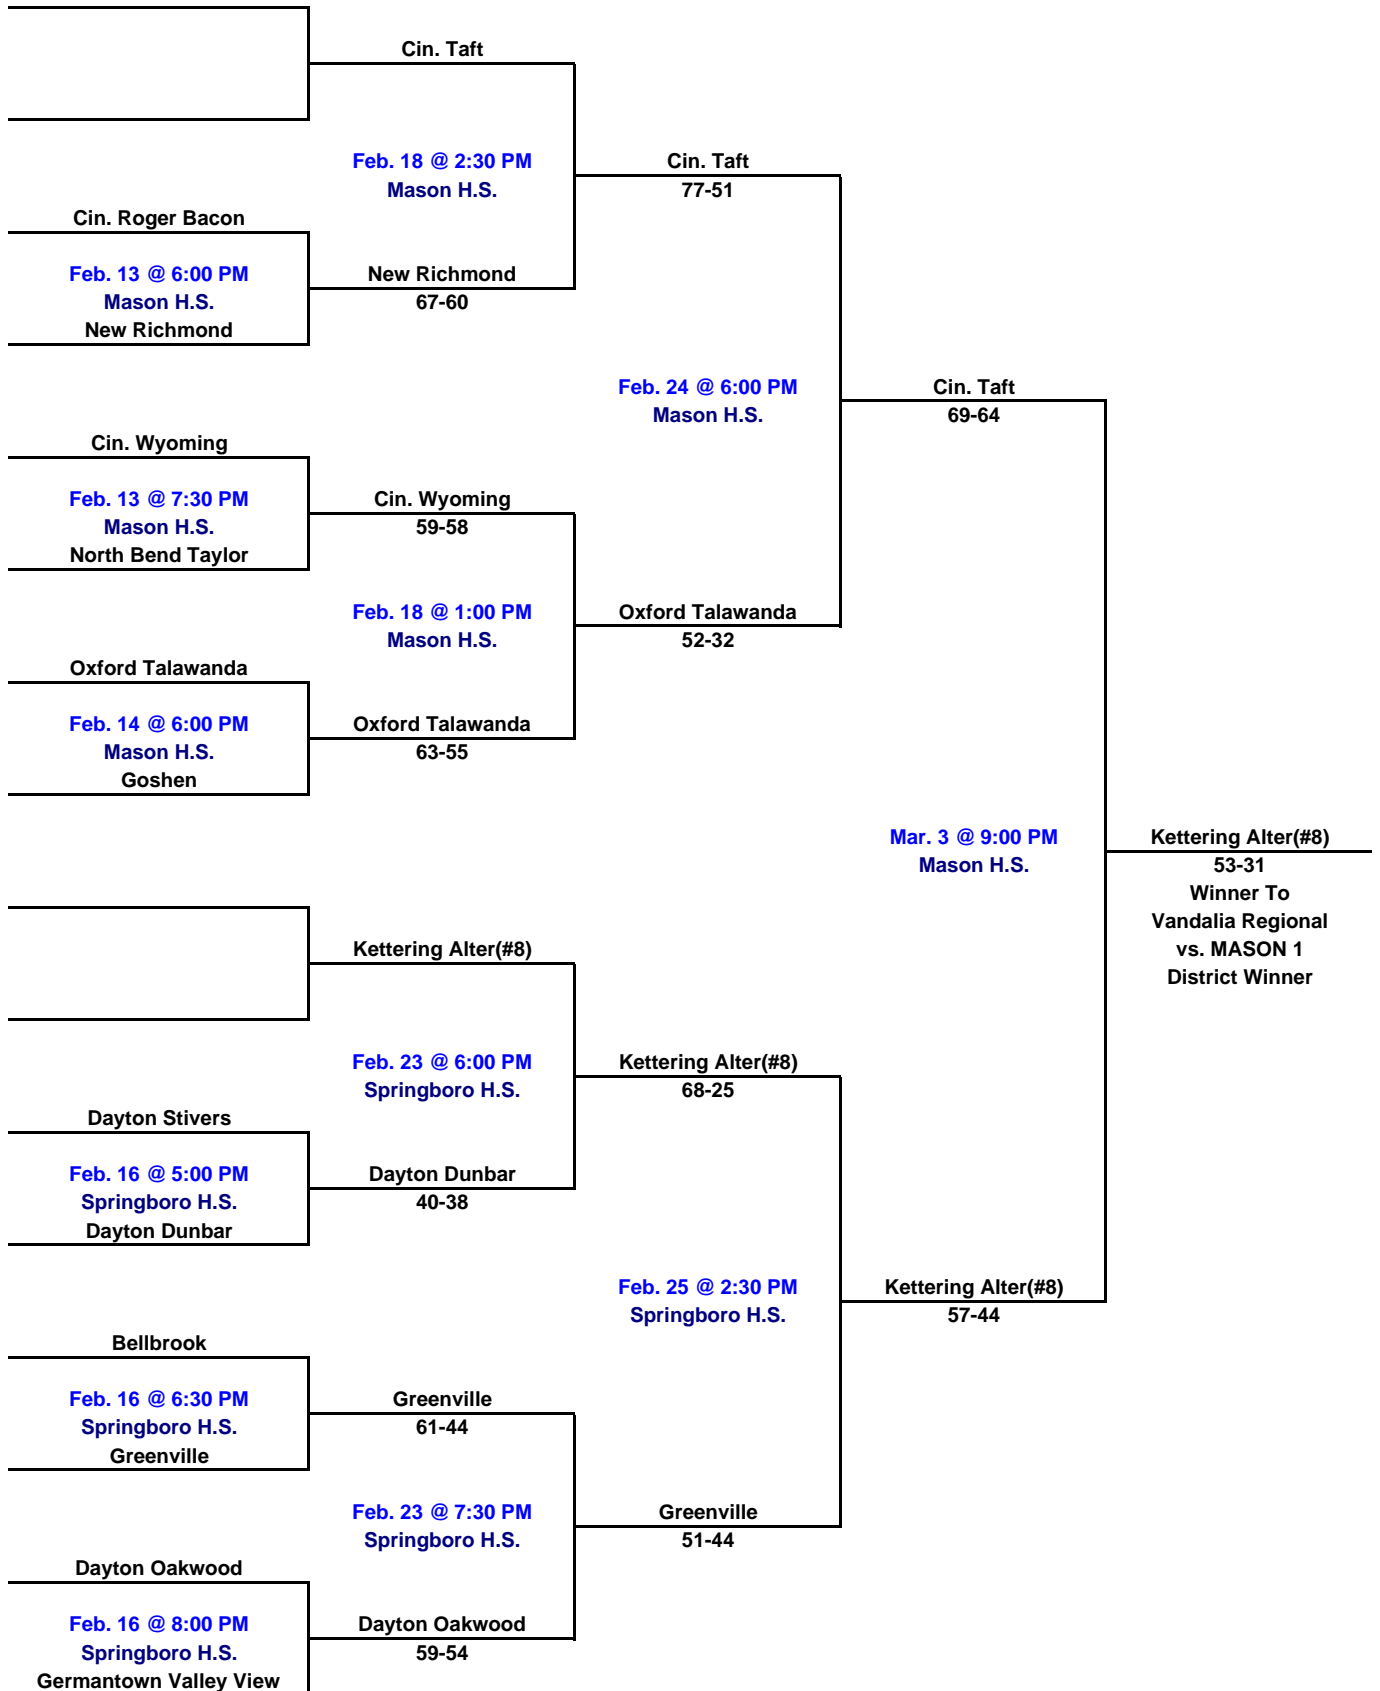 Cin. Taft
Feb. 18 @ 2:30 PM
Mason H.S.
Cin. Taft
77-51
Cin. Roger Bacon
Feb. 13 @ 6:00 PM
Mason H.S.
New Richmond
New Richmond
67-60
Feb. 24 @ 6:00 PM
Mason H.S.
Cin. Taft
69-64
Cin. Wyoming
Feb. 13 @ 7:30 PM
Mason H.S.
North Bend Taylor
Cin. Wyoming
59-58
Feb. 18 @ 1:00 PM
Mason H.S.
Oxford Talawanda
52-32
Oxford Talawanda
Feb. 14 @ 6:00 PM
Mason H.S.
Goshen
Oxford Talawanda
63-55
Mar. 3 @ 9:00 PM
Mason H.S.
Kettering Alter(#8)
53-31
Winner To
Vandalia Regional
vs. MASON 1
District Winner
Kettering Alter(#8)
Feb. 23 @ 6:00 PM
Springboro H.S.
Kettering Alter(#8)
68-25
Dayton Stivers
Feb. 16 @ 5:00 PM
Springboro H.S.
Dayton Dunbar
Dayton Dunbar
40-38
Feb. 25 @ 2:30 PM
Springboro H.S.
Kettering Alter(#8)
57-44
Bellbrook
Feb. 16 @ 6:30 PM
Springboro H.S.
Greenville
Greenville
61-44
Feb. 23 @ 7:30 PM
Springboro H.S.
Greenville
51-44
Dayton Oakwood
Feb. 16 @ 8:00 PM
Springboro H.S.
Germantown Valley View
Dayton Oakwood
59-54